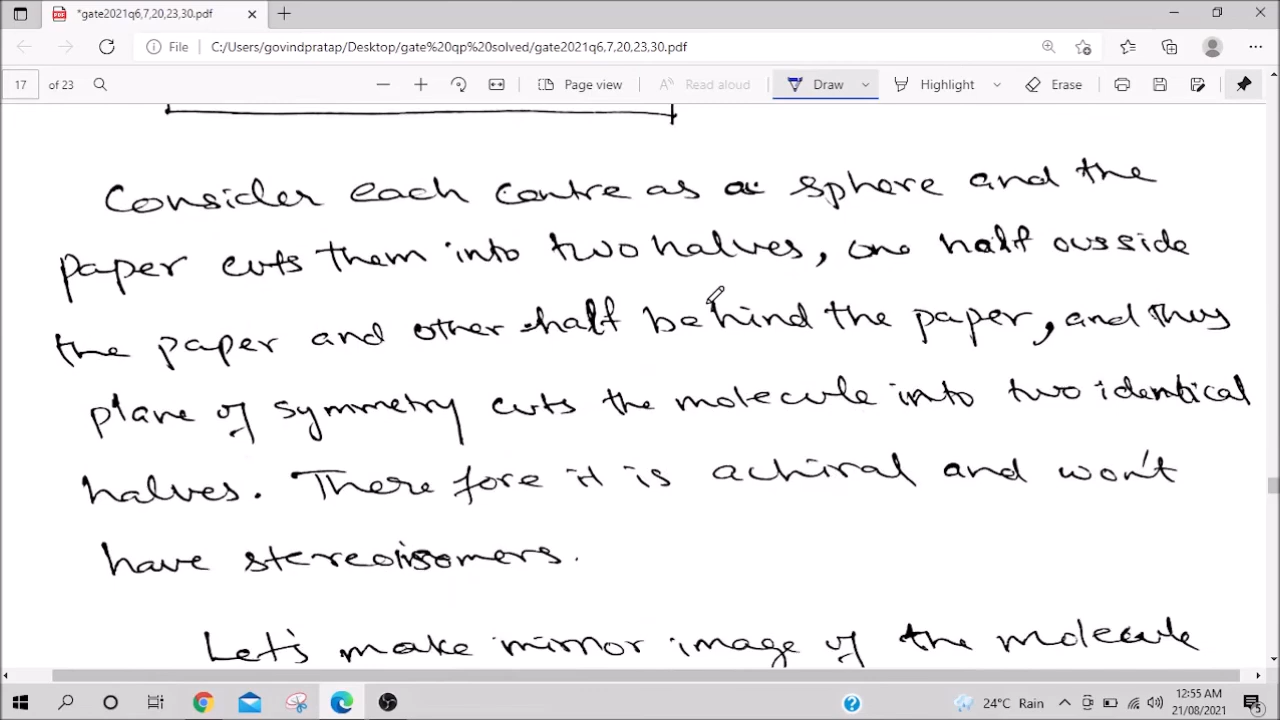 *gate2021q6,7,20,23,30.pdf
File C:/Users/govindpratap/Desktop/gate%20qp%20solved/gate2021q6,7,20,23,30.pdf
17 of 23 Page view Read aloud Draw Highlight Erase
Consider each centre as a sphere and the
paper cuts them into two halves, one half ousside
the paper and other half behind the paper, and thus
plane of symmetry cuts the molecule into two identical
halves. Therefore it is achiral and won't
have stereoisomers.
Let's make mirror image of the molecule
24°C Rain
12:55 AM
21/08/2021
5